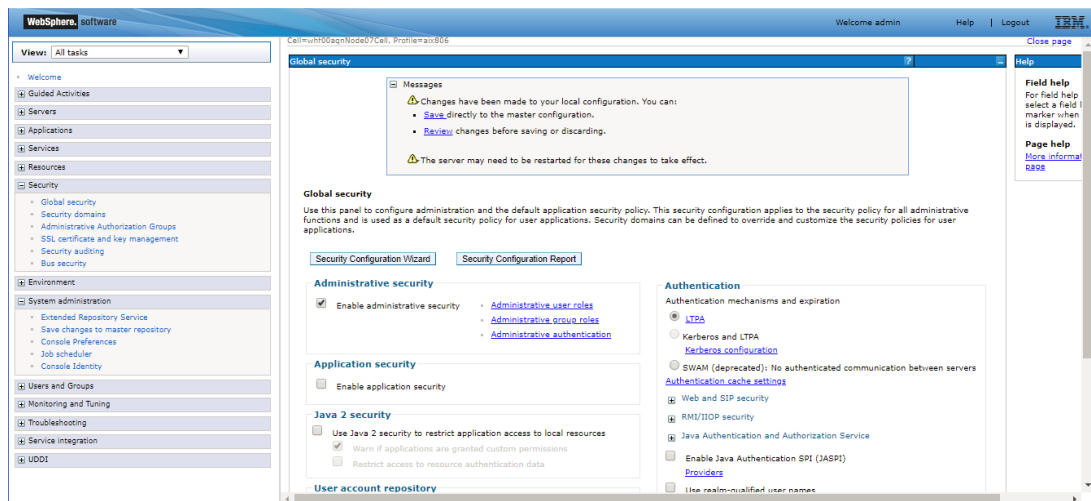 WebSphere. software
Welcome admin
Help | Logout
IBM.
View: All tasks
Welcome
Guided Activities
Servers
Applications
Services
Resources
Security
Global security
Security domains
Administrative Authorization Groups
SSL certificate and key management
Security auditing
Bus security
Environment
System administration
Extended Repository Service
Save changes to master repository
Console Preferences
Job scheduler
Console Identity
Users and Groups
Monitoring and Tuning
Troubleshooting
Service integration
UDDI
Cell=whf00aqnNode07Cell, Profile=aix806
Close page
Global security
?
Messages
Changes have been made to your local configuration. You can:
Save directly to the master configuration.
Review changes before saving or discarding.
The server may need to be restarted for these changes to take effect.
Global security
Use this panel to configure administration and the default application security policy. This security configuration applies to the security policy for all administrative
functions and is used as a default security policy for user applications. Security domains can be defined to override and customize the security policies for user
applications.
Security Configuration Wizard
Security Configuration Report
Administrative security
Enable administrative security
Administrative user roles
Administrative group roles
Administrative authentication
Application security
Enable application security
Java 2 security
Use Java 2 security to restrict application access to local resources
Warn if applications are granted custom permissions
Restrict access to resource authentication data
User account repository
Authentication
Authentication mechanisms and expiration
LTPA
Kerberos and LTPA
Kerberos configuration
SWAM (deprecated): No authenticated communication between servers
Authentication cache settings
Web and SIP security
RMI/IIOP security
Java Authentication and Authorization Service
Enable Java Authentication SPI (JASPI)
Providers
Use realm-qualified user names
Help
Field help
For field help
select a field l
marker when
is displayed.
Page help
More informat
page